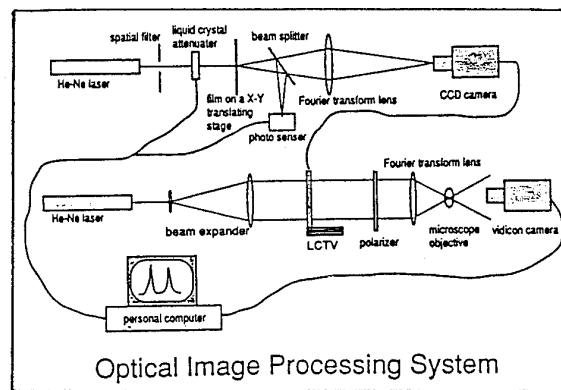 spatial filter
liquid crystal
attenuater
beam splitter
He-Ne laser
film on a X-Y
translating
stage
photo senser
Fourier transform lens
CCD camera
Fourier transform lens
He-Ne laser
beam expander
LCTV
polarizer
microscope
objective
vidicon camera
personal computer
Optical Image Processing System